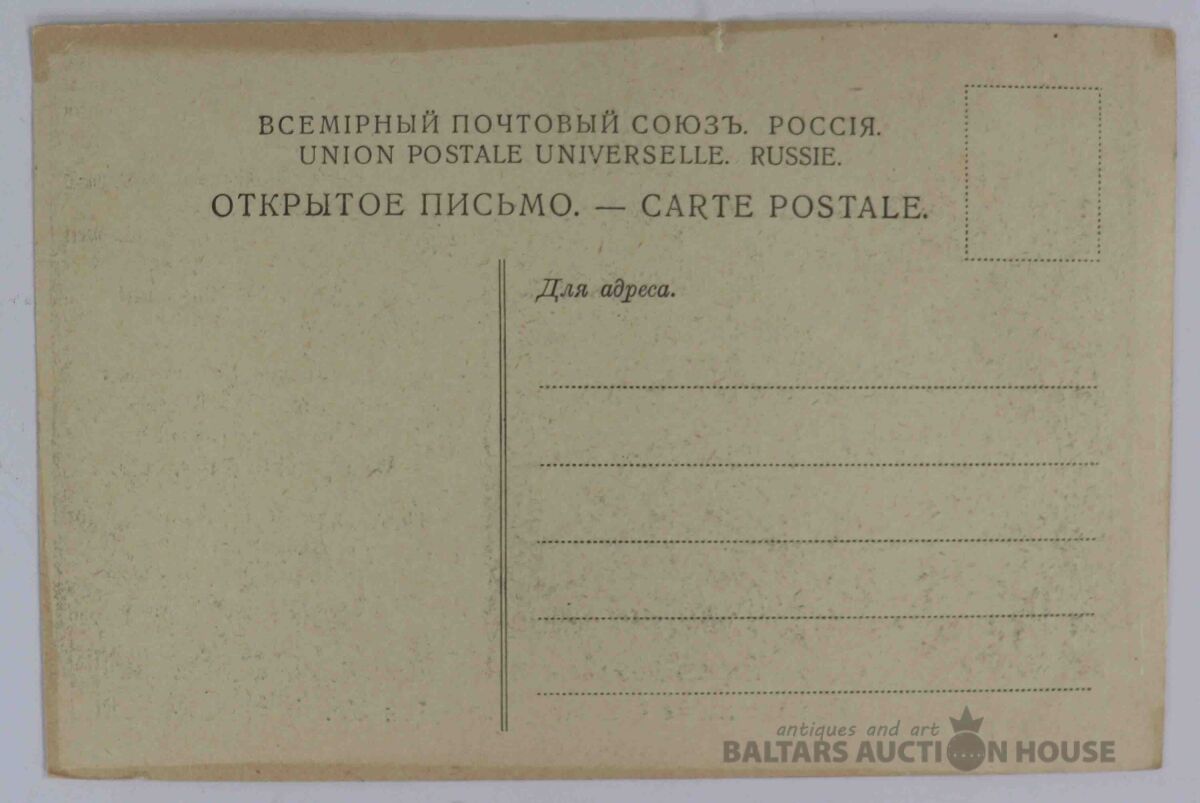 ВСЕМІРНЫЙ ПОЧТОВЫЙ СОЮЗЪ. РОССІЯ.
UNION POSTALE UNIVERSELLE. RUSSIE.
ОТКРЫТОЕ ПИСЬМО. — CARTE POSTALE.
Для адреса.
antiques and art
BALTARS AUCTION HOUSE